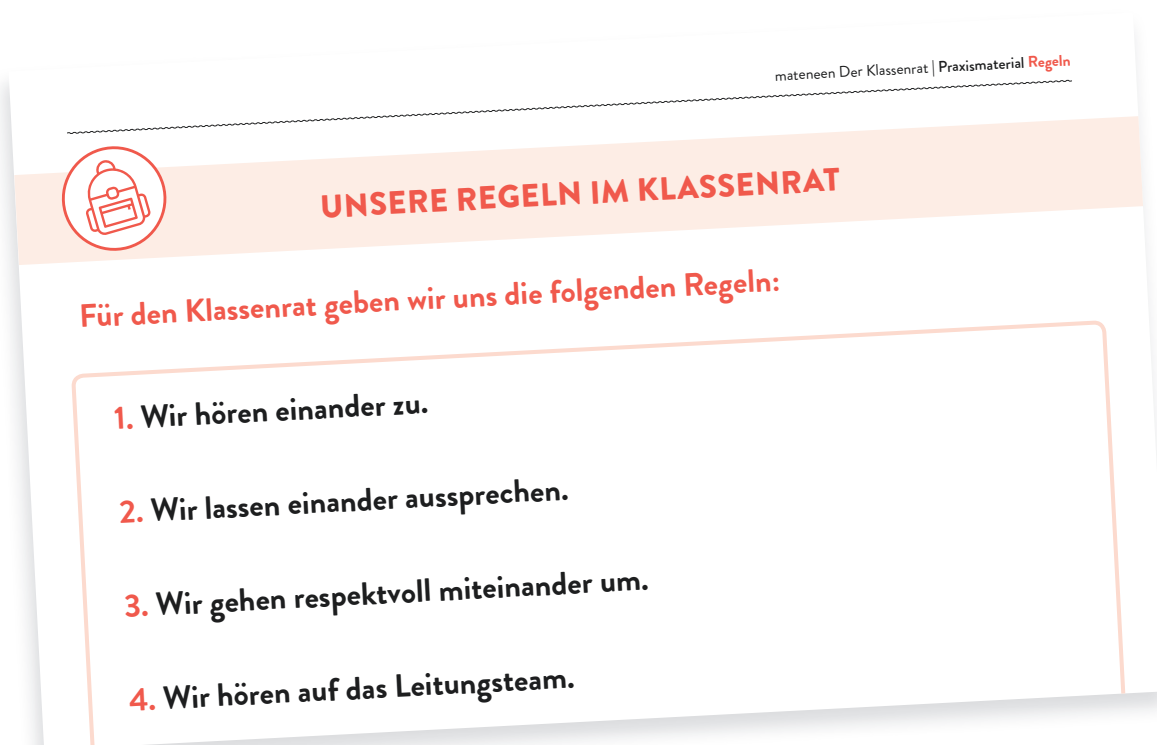 mateneen Der Klassenrat | Praxismaterial Regeln
UNSERE REGELN IM KLASSENRAT
Für den Klassenrat geben wir uns die folgenden Regeln:
1. Wir hören einander zu.
2. Wir lassen einander aussprechen.
3. Wir gehen respektvoll miteinander um.
4. Wir hören auf das Leitungsteam.